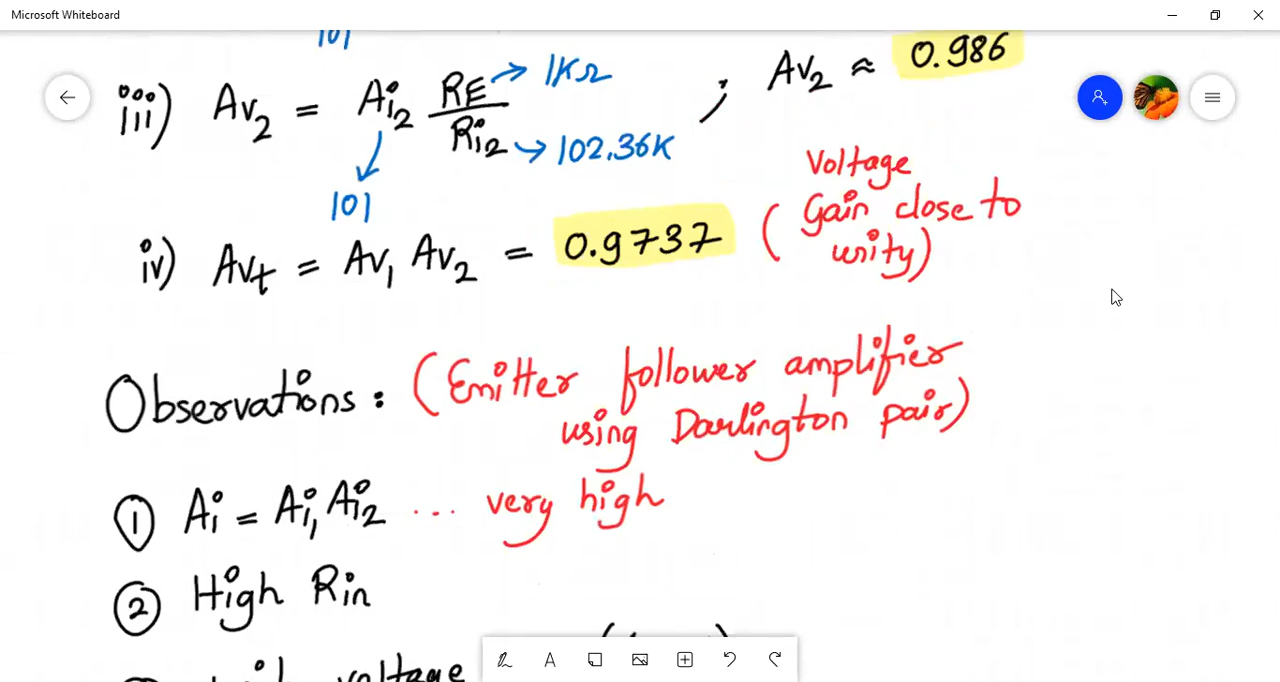 Microsoft Whiteboard
101
iii) Av2 = Ai2 RE/Ri2 → 1KΩ ; Av2 ≈ 0.986
→ 102.36K
101
iv) Avt = Av1 Av2 = 0.9737 (Voltage
Gain close to
unity)
Observations: (Emitter follower amplifier
using Darlington pair)
① Ai = Ai1 Ai2 ... very high
② High Rin
voltage